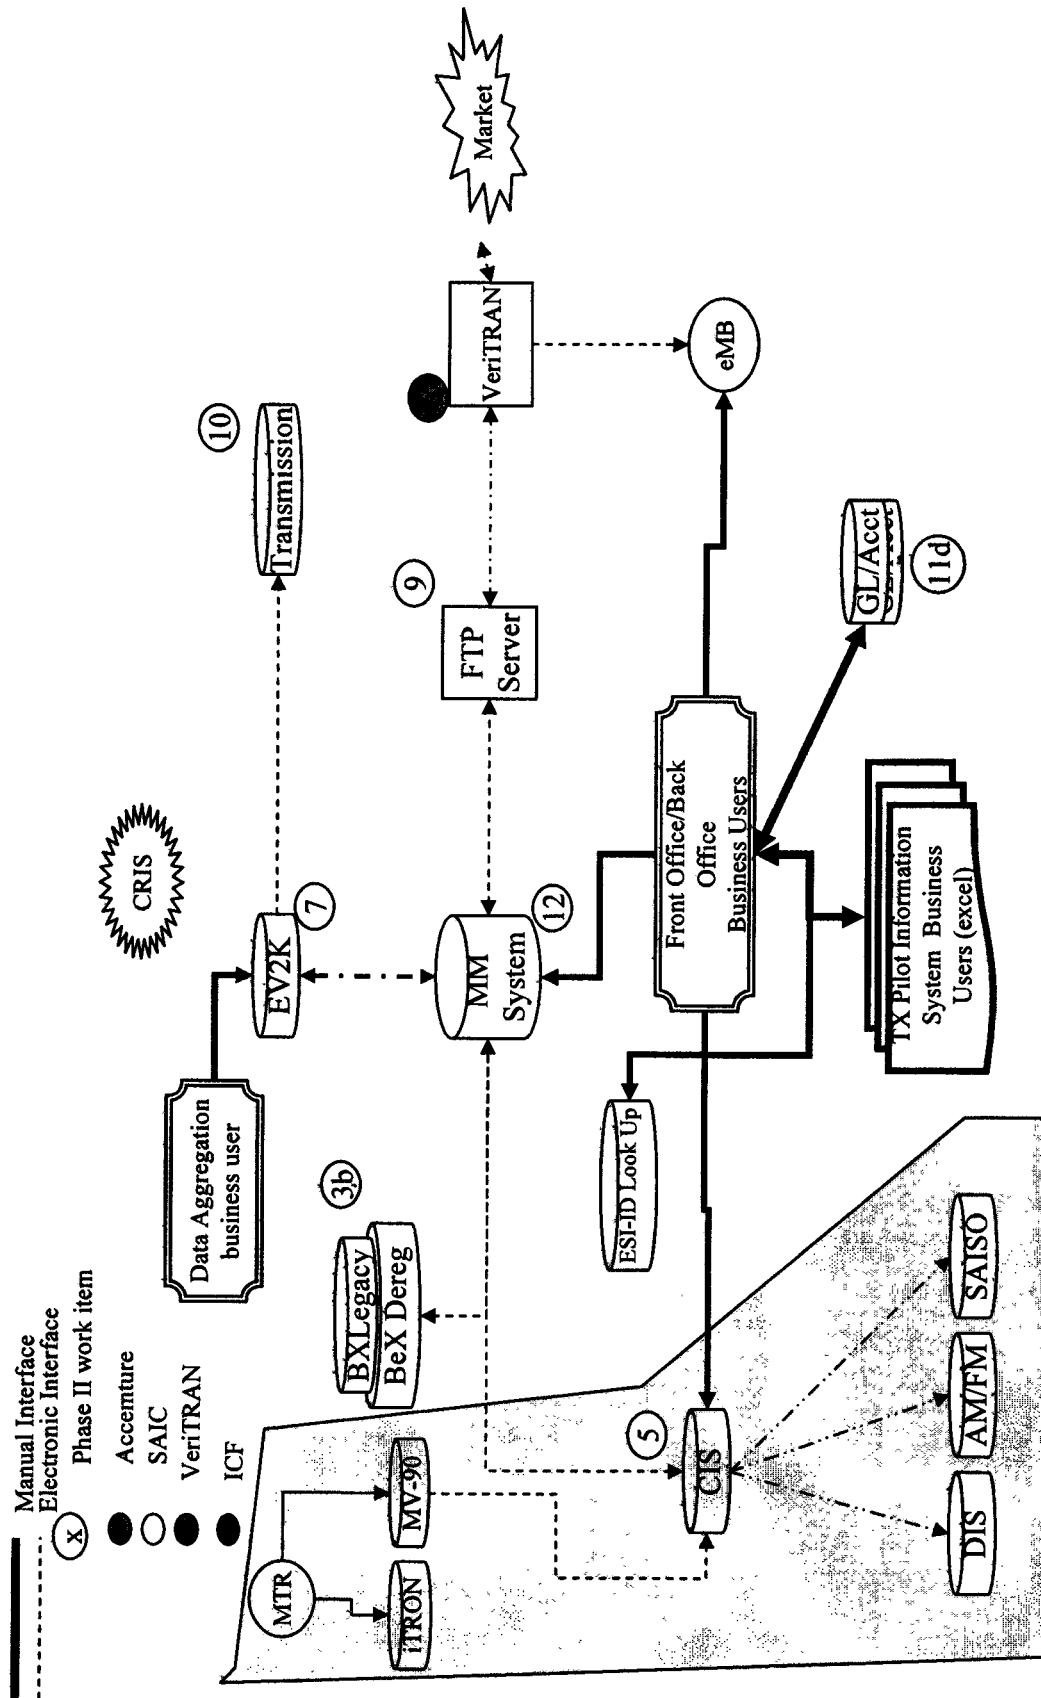 Manual Interface
Electronic Interface
x
Phase II work item
Accemture
SAIC
VeriTRAN
ICF
MTR
iTRON
MV-90
BXLegacy
BeX Dereg
3b
Data Aggregation
business user
CRIS
EV2K
7
Transmission
10
MM
System
12
FTP
Server
9
VeriTRAN
Market
CIS
5
ESI-ID Look Up
Front Office/Back
Office
Business Users
eMB
GL/Acct
11d
TX Pilot Information
System Business
Users (excel)
DIS
AM/FM
SAISO